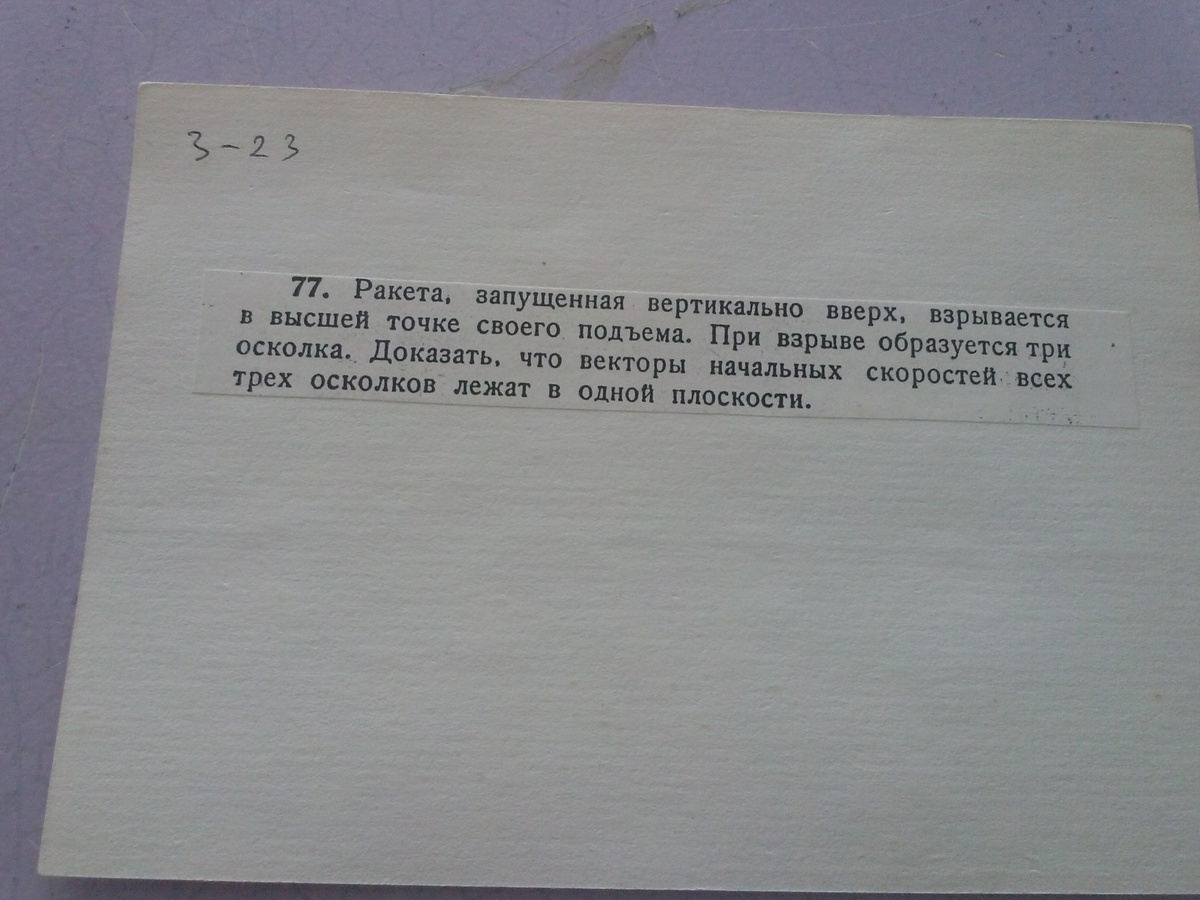 3-23
77. Ракета, запущенная вертикально вверх, взрывается
в высшей точке своего подъема. При взрыве образуется три
осколка. Доказать, что векторы начальных скоростей всех
трех осколков лежат в одной плоскости.